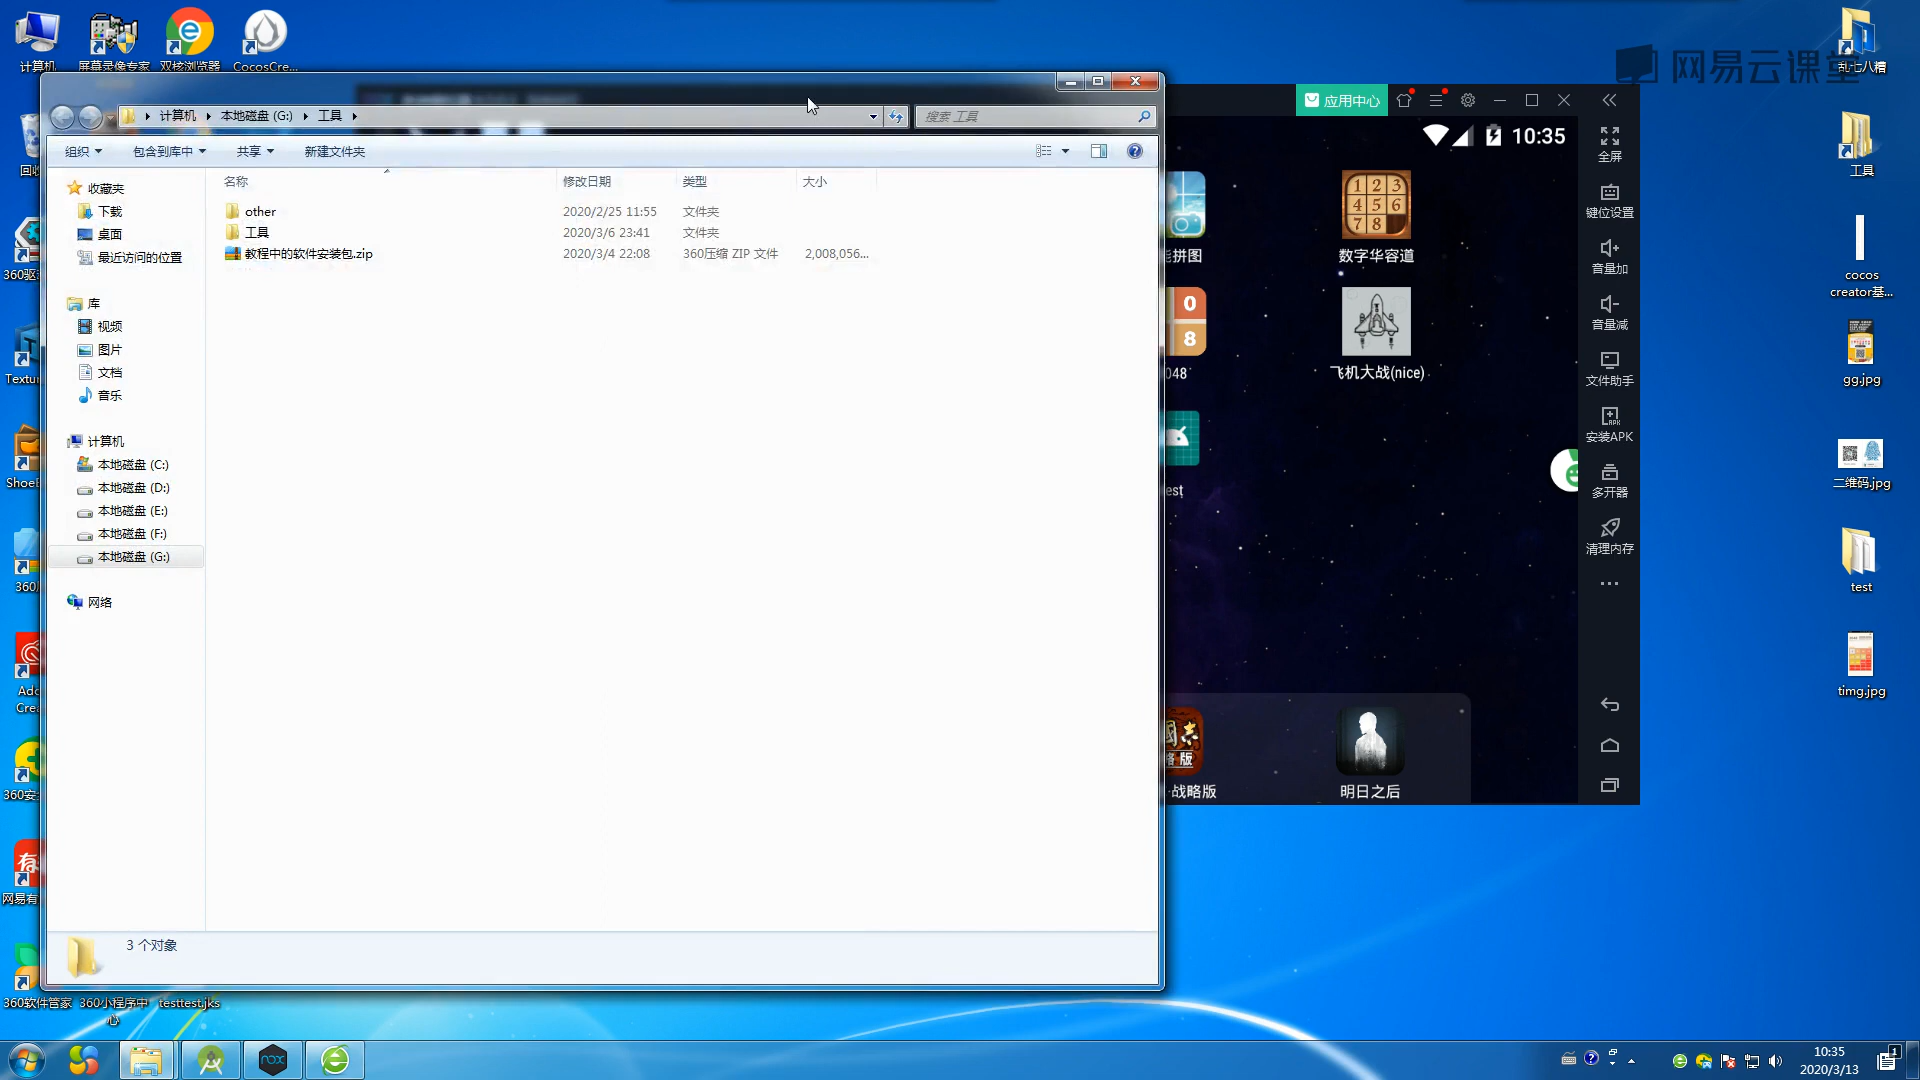 计算机
屏幕录像专家
双核浏览器
CocosCre...
计算机
本地磁盘 (G:)
工具
搜索 工具
组织
包含到库中
共享
新建文件夹
名称
修改日期
类型
大小
other
2020/2/25 11:55
文件夹
工具
2020/3/6 23:41
文件夹
教程中的软件安装包.zip
2020/3/4 22:08
360压缩 ZIP 文件
2,008,056...
收藏夹
下载
桌面
最近访问的位置
库
视频
图片
文档
音乐
计算机
本地磁盘 (C:)
本地磁盘 (D:)
本地磁盘 (E:)
本地磁盘 (F:)
本地磁盘 (G:)
网络
3 个对象
360软件管家
360小程序中心
testtest.jks
应用中心
10:35
数字华容道
飞机大战(nice)
明日之后
战略版
全屏
键位设置
音量加
音量减
文件助手
安装APK
多开器
清理内存
网易云课堂
乱七八糟
工具
cocos
creator基...
gg.jpg
二维码.jpg
test
timg.jpg
nox
10:35
2020/3/13
1